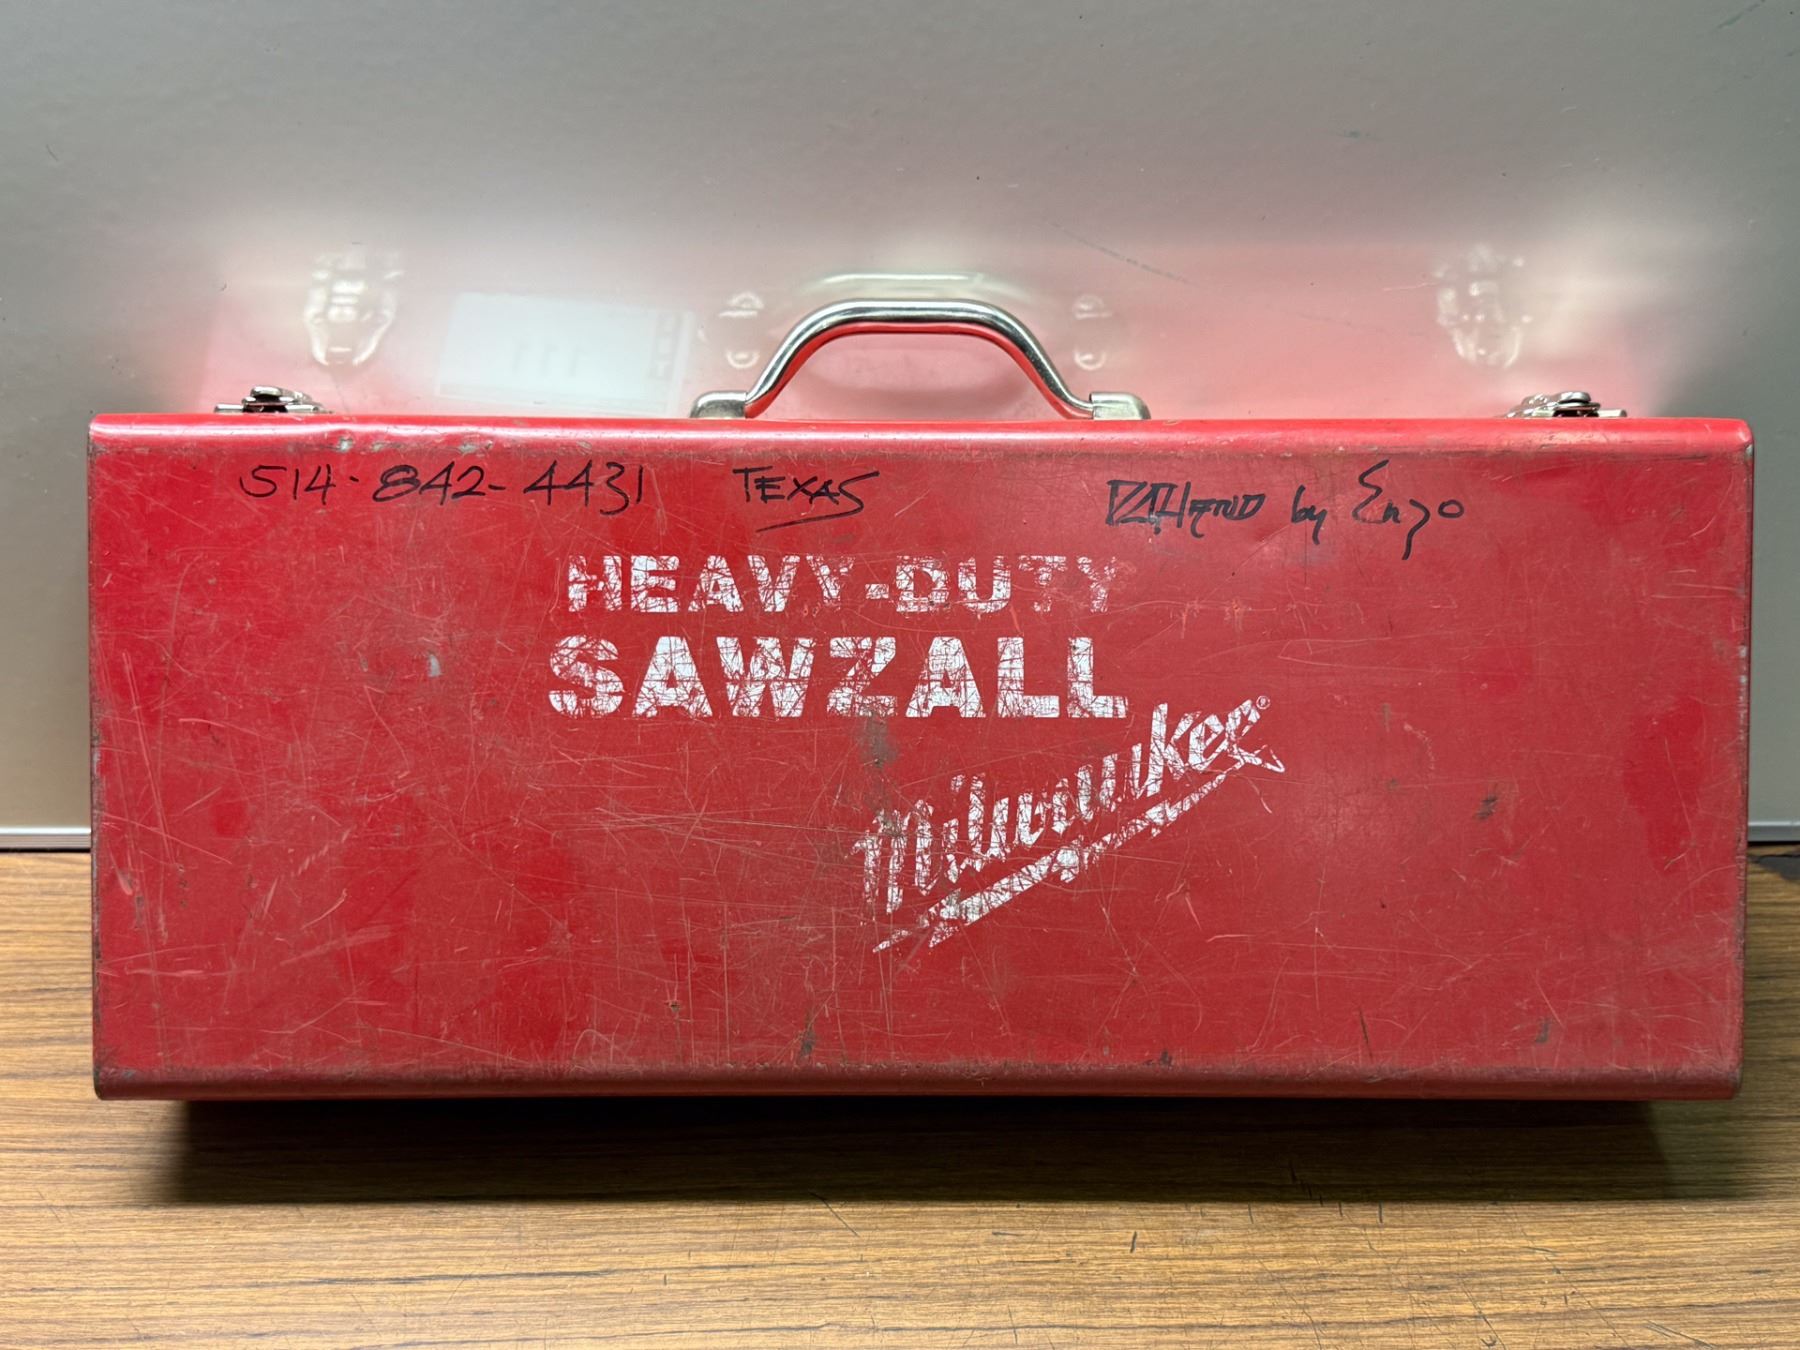 514-842-4431 TEXAS by Enzo
HEAVY-DUTY
SAWZALL
Milwaukee®